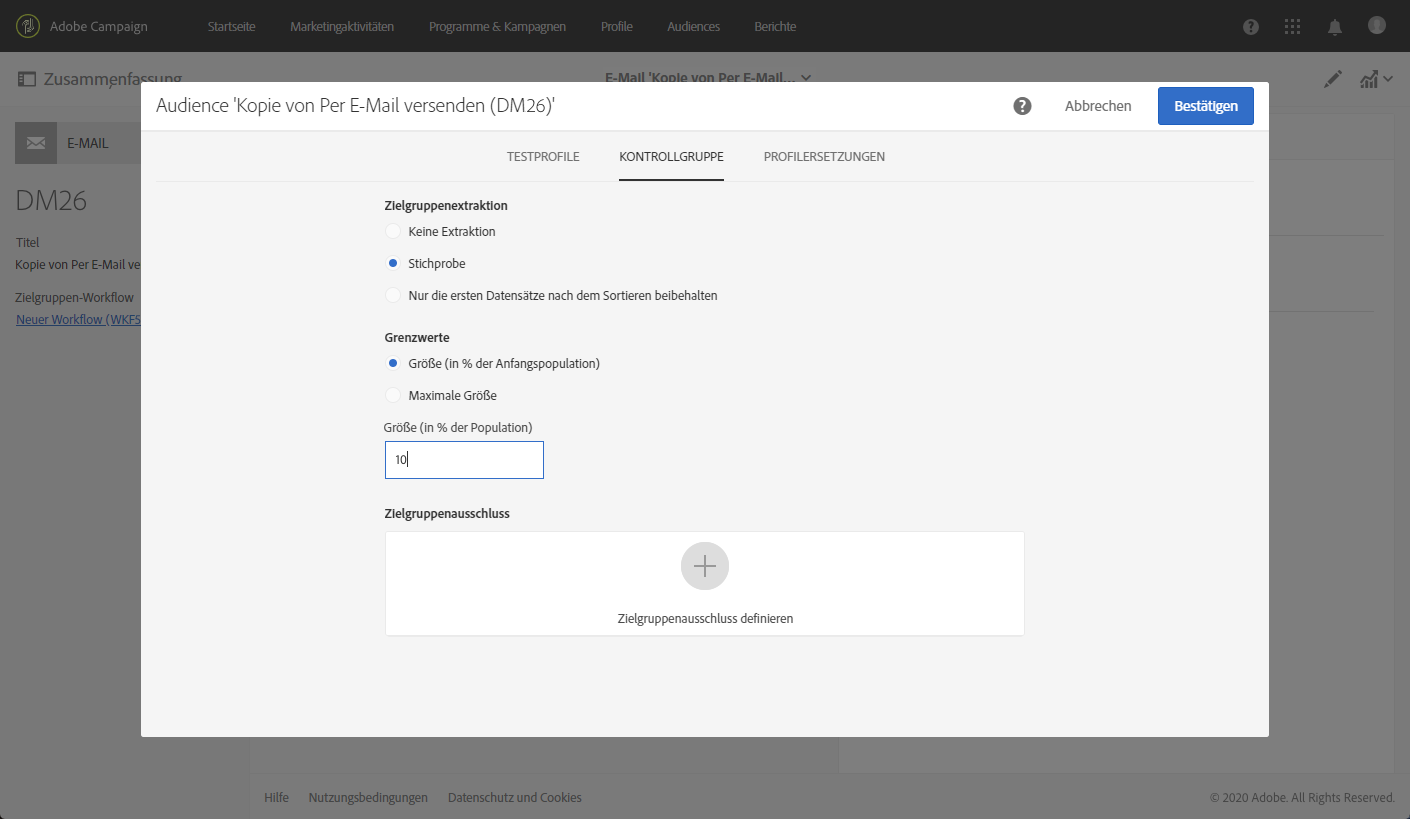 Adobe Campaign
Startseite
Marketingaktivitäten
Programme & Kampagnen
Profile
Audiences
Berichte
Zusammenfassung
E-Mail 'Kopie von Per E-Mail...
Audience 'Kopie von Per E-Mail versenden (DM26)'
Abbrechen
Bestätigen
E-MAIL
TESTPROFILE
KONTROLLGRUPPE
PROFILERSETZUNGEN
DM26
Titel
Kopie von Per E-Mail ve
Zielgruppen-Workflow
Neuer Workflow (WKFS
Zielgruppenextraktion
Keine Extraktion
Stichprobe
Nur die ersten Datensätze nach dem Sortieren beibehalten
Grenzwerte
Größe (in % der Anfangspopulation)
Maximale Größe
Größe (in % der Population)
10
Zielgruppenausschluss
Zielgruppenausschluss definieren
Hilfe
Nutzungsbedingungen
Datenschutz und Cookies
© 2020 Adobe. All Rights Reserved.